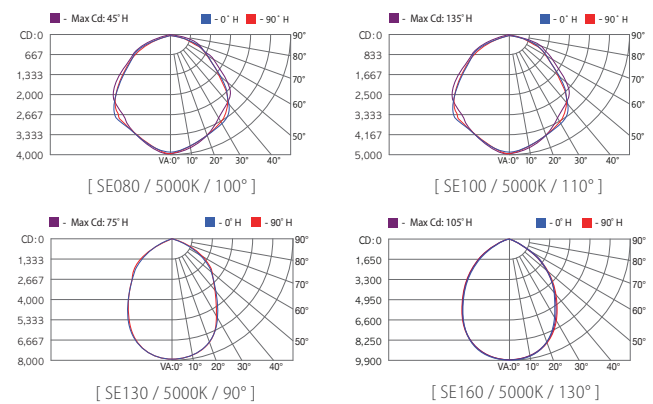 - Max Cd: 45° H - 0° H - 90° H
CD: 0
667
1,333
2,000
2,667
3,333
4,000
VA:0° 10° 20° 30° 40°
50°
60°
70°
80°
90°
[ SE080 / 5000K / 100° ]
- Max Cd: 135° H - 0° H - 90° H
CD: 0
833
1,667
2,500
3,333
4,167
5,000
VA:0° 10° 20° 30° 40°
50°
60°
70°
80°
90°
[ SE100 / 5000K / 110° ]
- Max Cd: 75° H - 0° H - 90° H
CD: 0
1,333
2,667
4,000
5,333
6,667
8,000
VA:0° 10° 20° 30° 40°
50°
60°
70°
80°
90°
[ SE130 / 5000K / 90° ]
- Max Cd: 105° H - 0° H - 90° H
CD: 0
1,650
3,300
4,950
6,600
8,250
9,900
VA:0° 10° 20° 30° 40°
50°
60°
70°
80°
90°
[ SE160 / 5000K / 130° ]